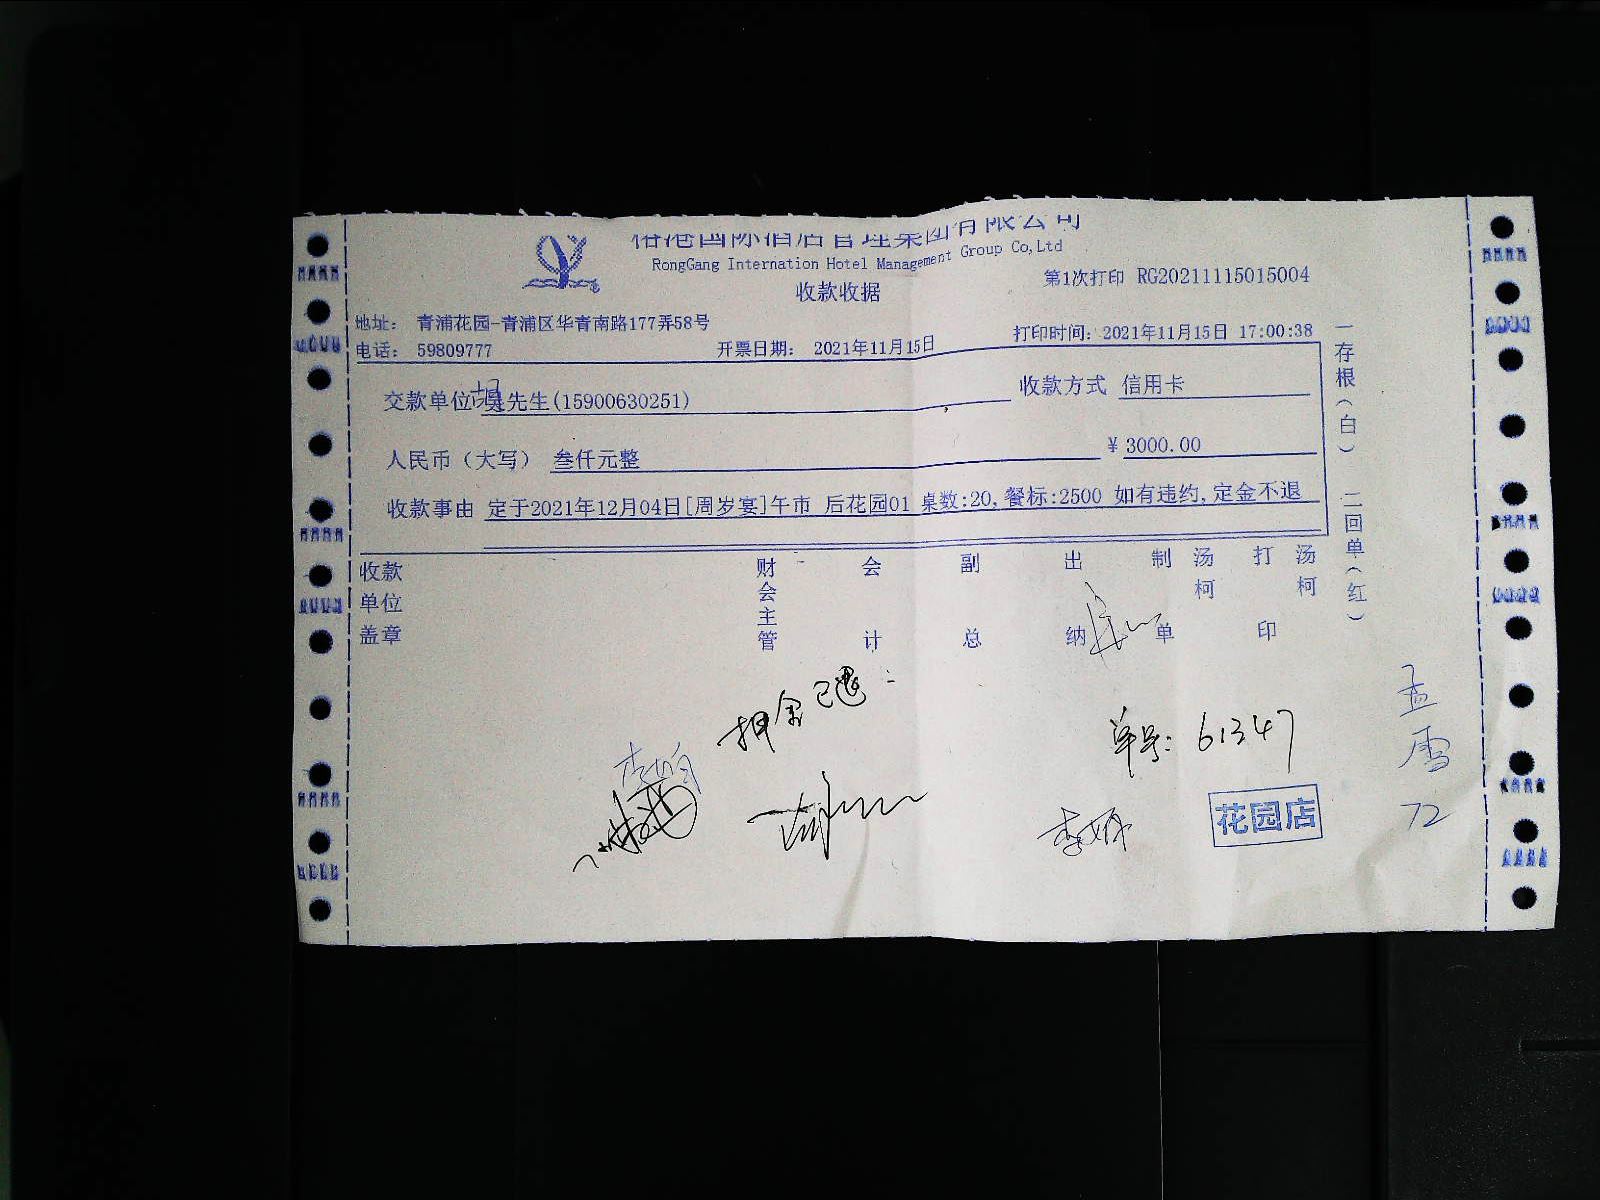 国际酒店管理集团有限公司
RongGang Internation Hotel Management Group Co,Ltd
收款收据
第1次打印 RG20211115015004
地址： 青浦花园-青浦区华青南路177弄58号
电话： 59809777
开票日期： 2021年11月15日
打印时间：2021年11月15日 17:00:38
交款单位 胡 吴先生(15900630251)
收款方式 信用卡
人民币（大写） 叁仟元整
￥3000.00
收款事由 定于2021年12月04日[周岁宴]午市 后花园01 桌数:20,餐标:2500 如有违约,定金不退
一存根（白） 二回单（红）
收款单位盖章
财会主管
会计
副总
出纳
制单
汤柯
打印
汤柯
押金已退：
单号：61347
孟雪
72
花园店